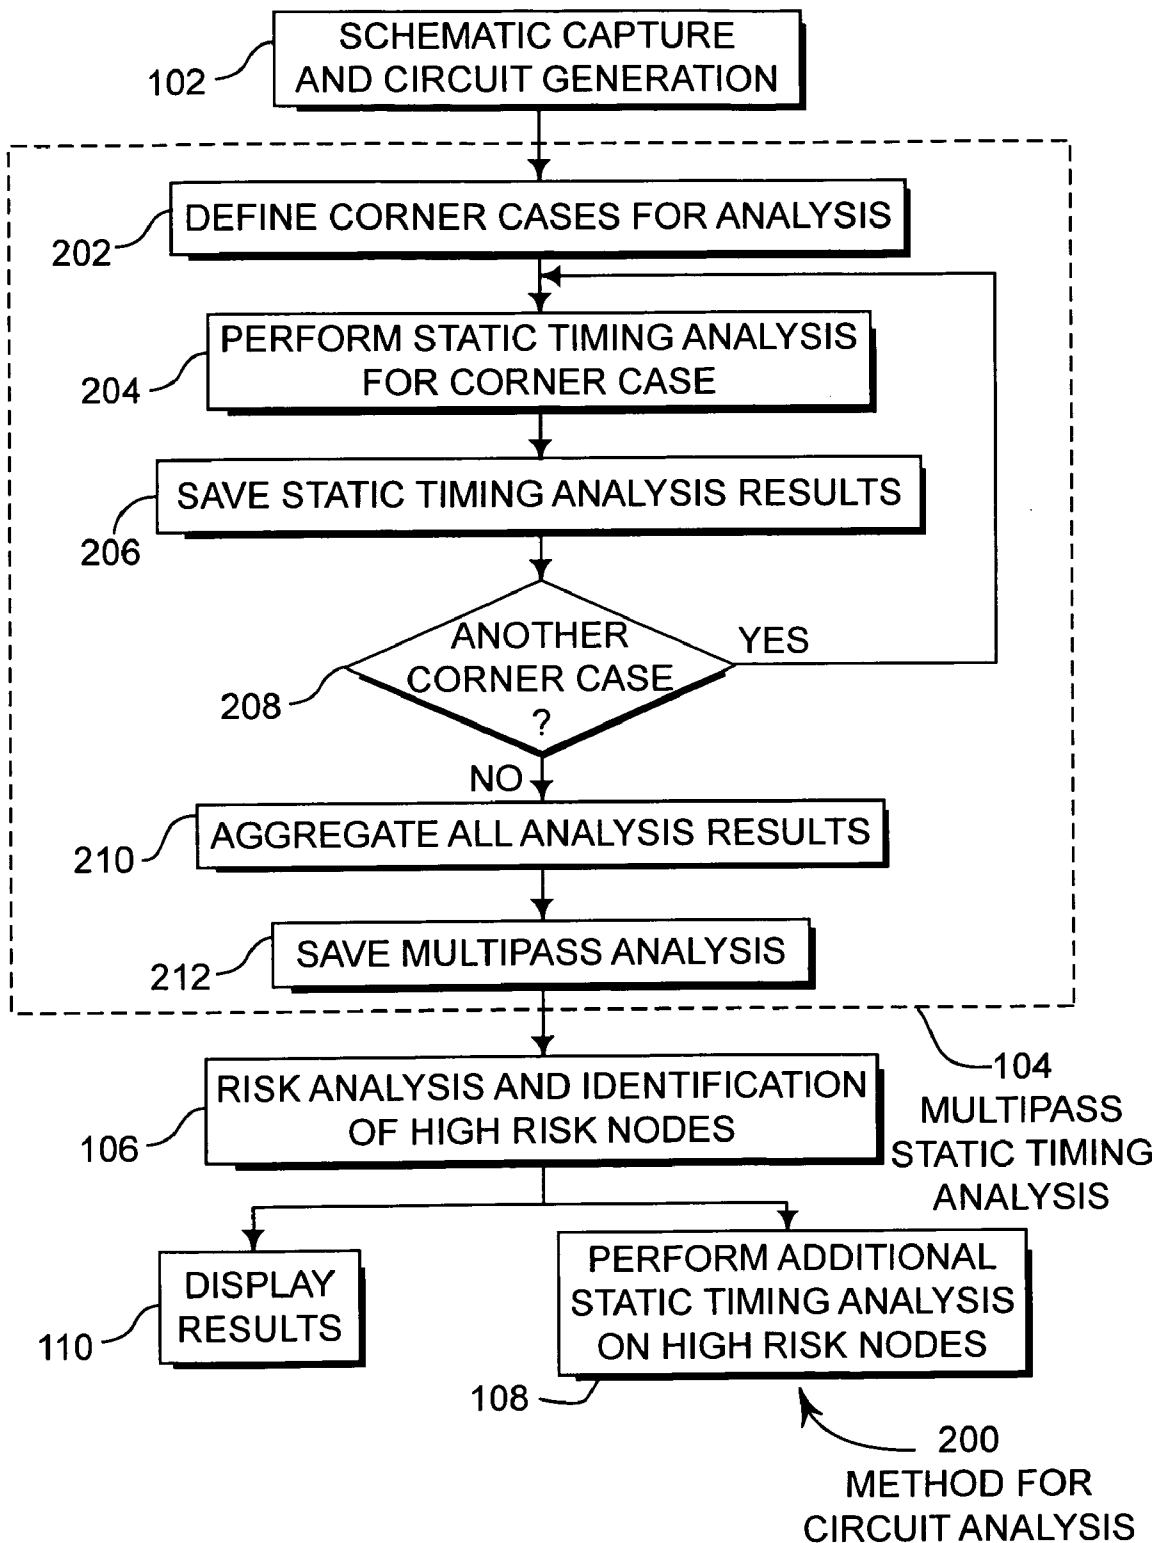 SCHEMATIC CAPTURE
AND CIRCUIT GENERATION
102
DEFINE CORNER CASES FOR ANALYSIS
202
PERFORM STATIC TIMING ANALYSIS
FOR CORNER CASE
204
SAVE STATIC TIMING ANALYSIS RESULTS
206
ANOTHER
CORNER CASE
?
YES
208
NO
AGGREGATE ALL ANALYSIS RESULTS
210
SAVE MULTIPASS ANALYSIS
212
104
MULTIPASS
STATIC TIMING
ANALYSIS
RISK ANALYSIS AND IDENTIFICATION
OF HIGH RISK NODES
106
DISPLAY
RESULTS
110
PERFORM ADDITIONAL
STATIC TIMING ANALYSIS
ON HIGH RISK NODES
108
200
METHOD FOR
CIRCUIT ANALYSIS